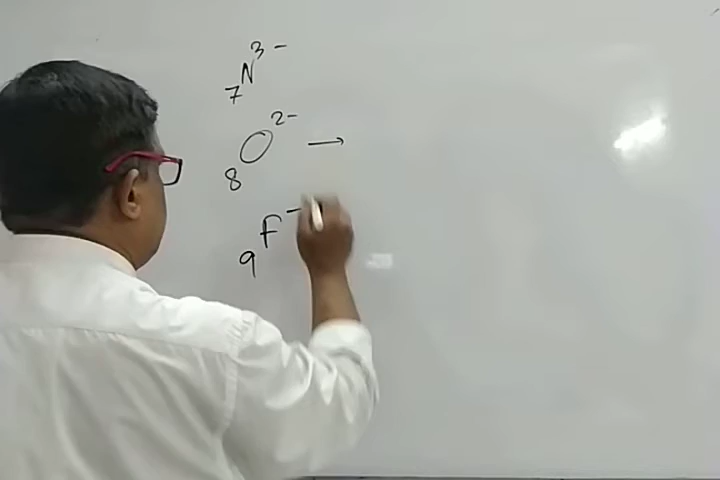 ₇N³⁻
₈O²⁻ →
₉F⁻